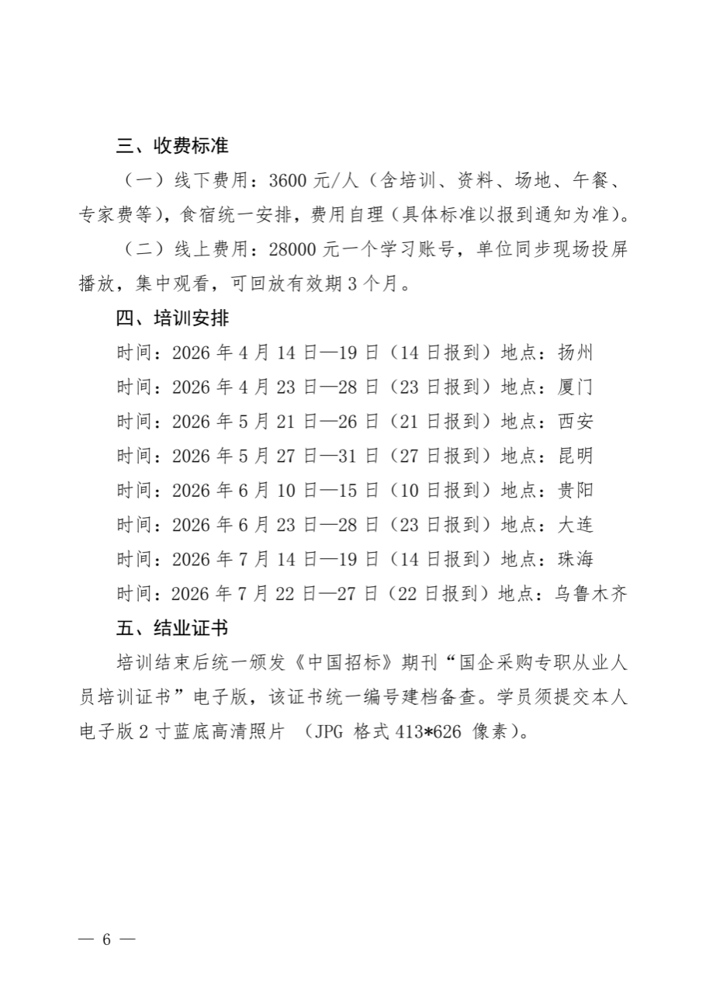 三、收费标准
（一）线下费用：3600 元/人（含培训、资料、场地、午餐、
专家费等），食宿统一安排，费用自理（具体标准以报到通知为准）。
（二）线上费用：28000 元一个学习账号，单位同步现场投屏
播放，集中观看，可回放有效期 3 个月。
四、培训安排
时间：2026 年 4 月 14 日—19 日（14 日报到）地点：扬州
时间：2026 年 4 月 23 日—28 日（23 日报到）地点：厦门
时间：2026 年 5 月 21 日—26 日（21 日报到）地点：西安
时间：2026 年 5 月 27 日—31 日（27 日报到）地点：昆明
时间：2026 年 6 月 10 日—15 日（10 日报到）地点：贵阳
时间：2026 年 6 月 23 日—28 日（23 日报到）地点：大连
时间：2026 年 7 月 14 日—19 日（14 日报到）地点：珠海
时间：2026 年 7 月 22 日—27 日（22 日报到）地点：乌鲁木齐
五、结业证书
培训结束后统一颁发《中国招标》期刊“国企采购专职从业人
员培训证书”电子版，该证书统一编号建档备查。学员须提交本人
电子版 2 寸蓝底高清照片 （JPG 格式 413*626 像素）。
— 6 —